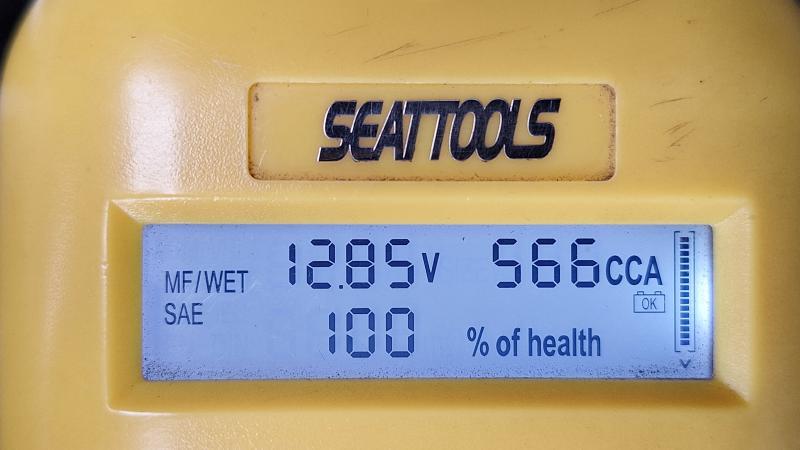 SEATTOOLS
MF/WET 12.85V 566CCA
OK
SAE 100 % of health